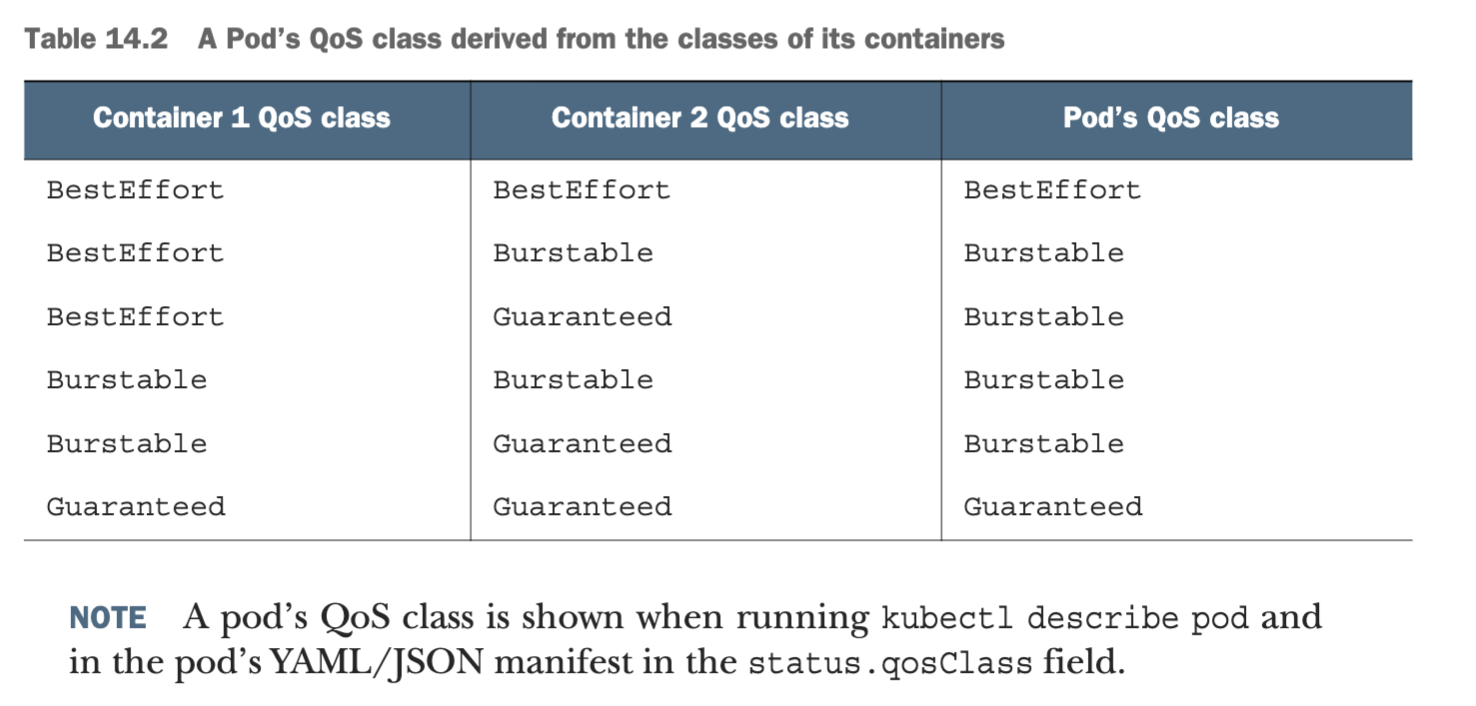 Table 14.2 A Pod’s QoS class derived from the classes of its containers
Container 1 QoS class Container 2 QoS class Pod’s QoS class
BestEffort BestEffort BestEffort
BestEffort Burstable Burstable
BestEffort Guaranteed Burstable
Burstable Burstable Burstable
Burstable Guaranteed Burstable
Guaranteed Guaranteed Guaranteed
NOTE A pod’s QoS class is shown when running kubectl describe pod and
in the pod’s YAML/JSON manifest in the status.qosClass field.